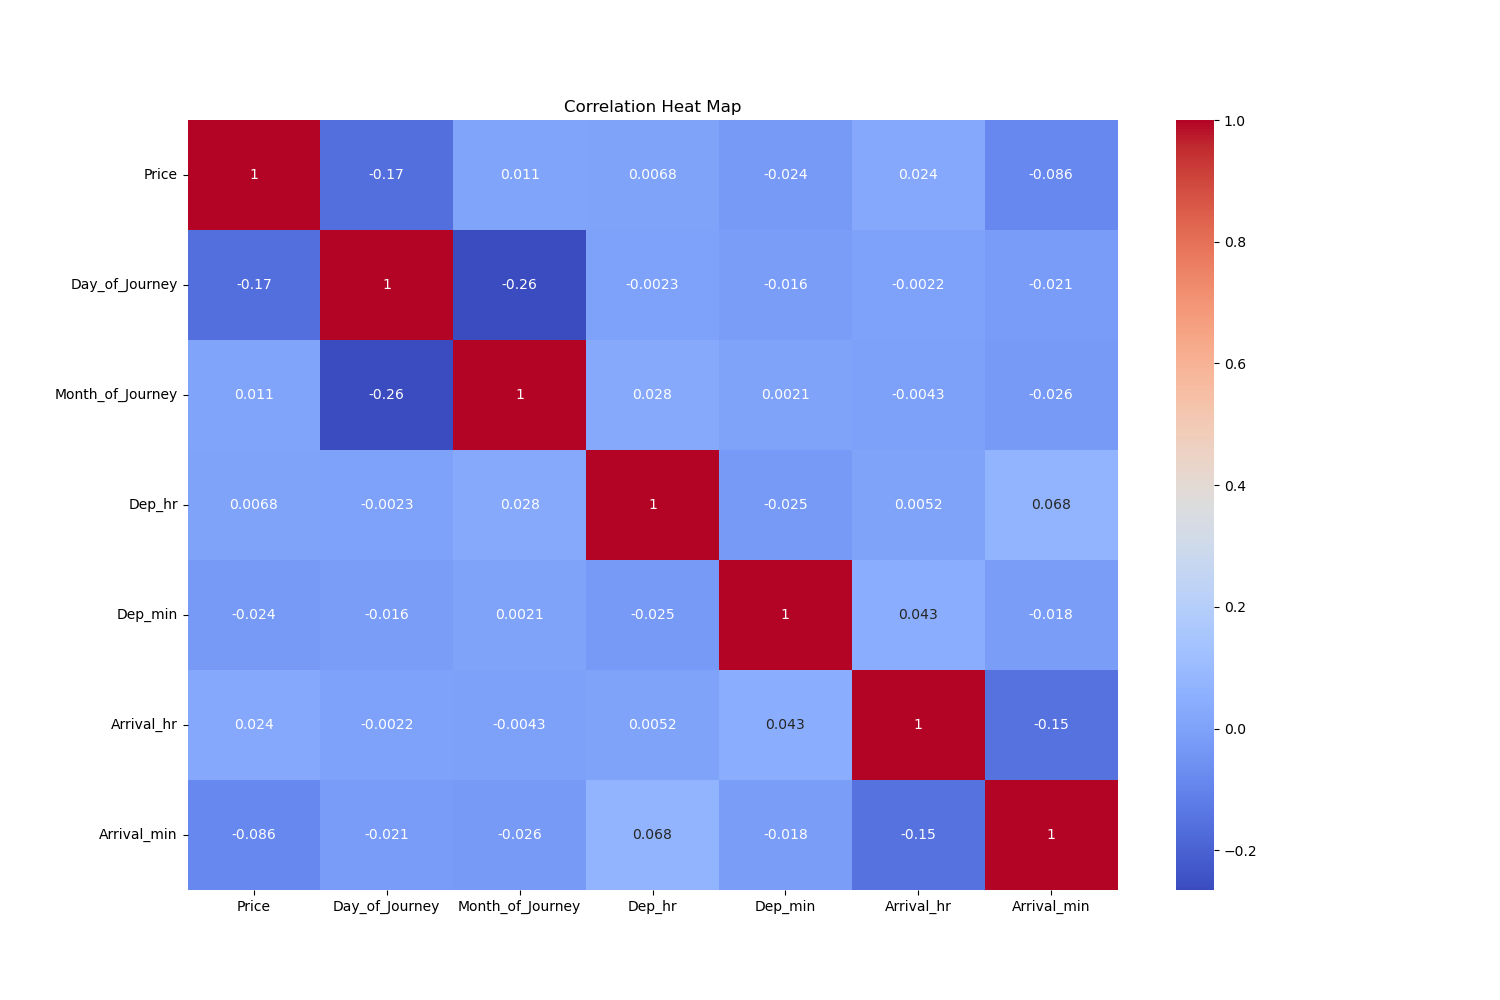 Correlation Heat Map
Price 1 -0.17 0.011 0.0068 -0.024 0.024 -0.086
Day_of_Journey -0.17 1 -0.26 -0.0023 -0.016 -0.0022 -0.021
Month_of_Journey 0.011 -0.26 1 0.028 0.0021 -0.0043 -0.026
Dep_hr 0.0068 -0.0023 0.028 1 -0.025 0.0052 0.068
Dep_min -0.024 -0.016 0.0021 -0.025 1 0.043 -0.018
Arrival_hr 0.024 -0.0022 -0.0043 0.0052 0.043 1 -0.15
Arrival_min -0.086 -0.021 -0.026 0.068 -0.018 -0.15 1
Price Day_of_Journey Month_of_Journey Dep_hr Dep_min Arrival_hr Arrival_min
1.0
0.8
0.6
0.4
0.2
0.0
−0.2